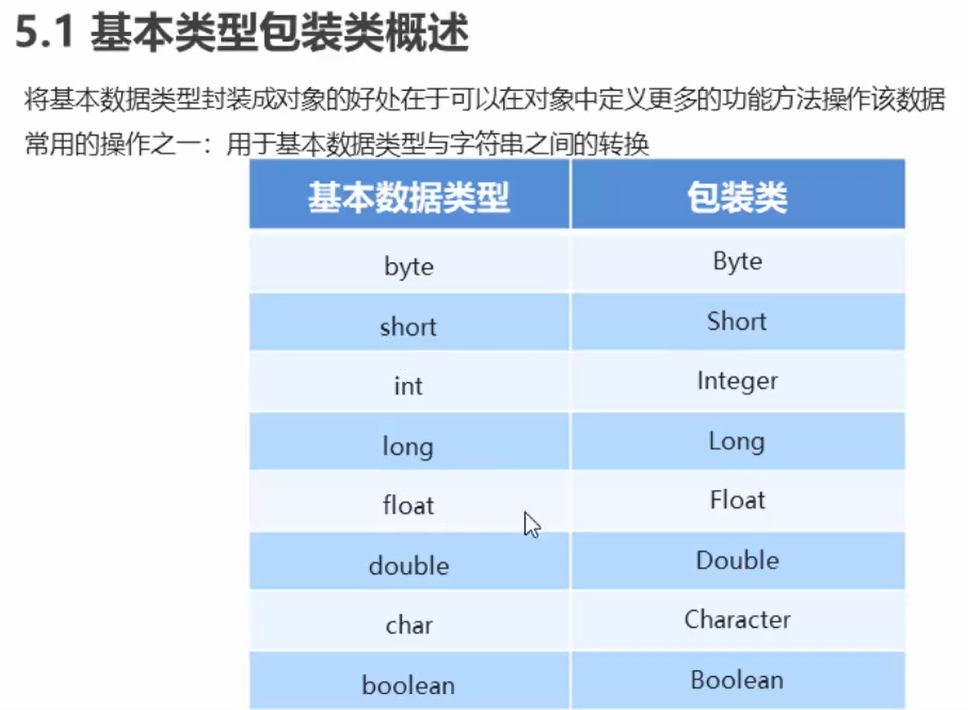 5.1 基本类型包装类概述
将基本数据类型封装成对象的好处在于可以在对象中定义更多的功能方法操作该数据
常用的操作之一：用于基本数据类型与字符串之间的转换
基本数据类型 包装类
byte Byte
short Short
int Integer
long Long
float Float
double Double
char Character
boolean Boolean